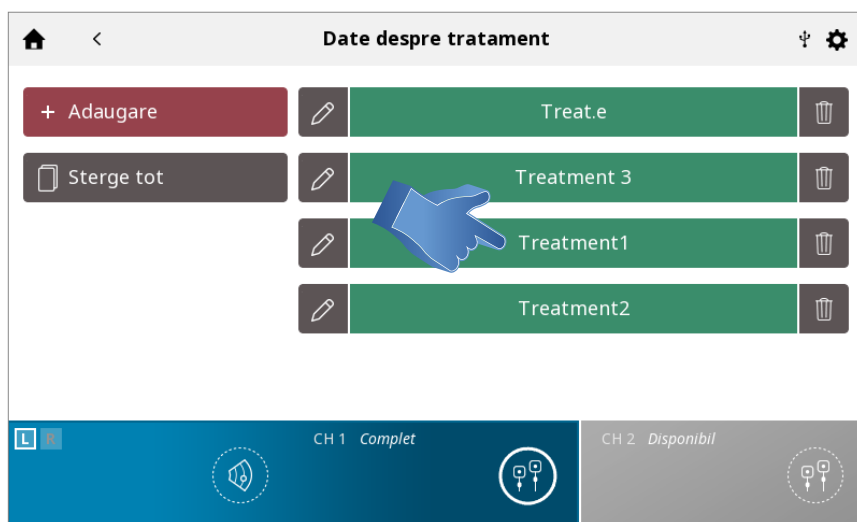 Date despre tratament
+ Adaugare
Treat.e
Sterge tot
Treatment 3
Treatment1
Treatment2
L R
CH 1 Complet
CH 2 Disponibil